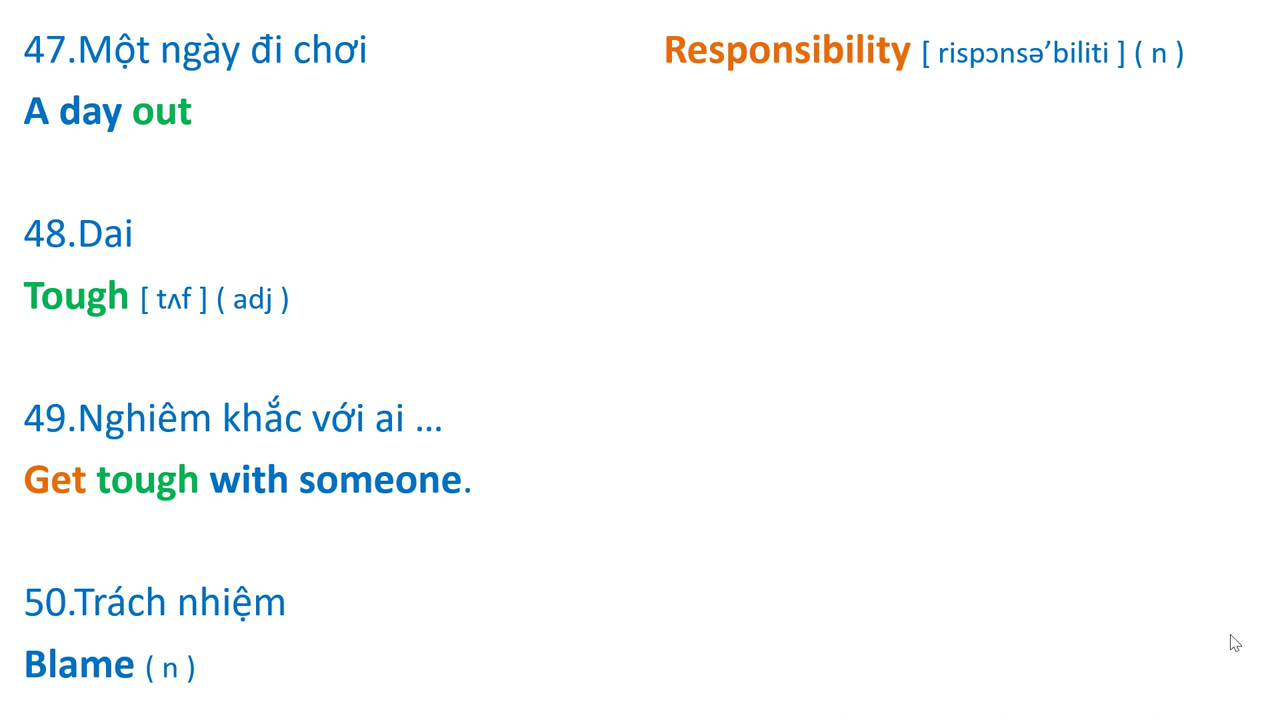 47.Một ngày đi chơi
A day out
48.Dai
Tough [ tʌf ] ( adj )
49.Nghiêm khắc với ai ...
Get tough with someone.
50.Trách nhiệm
Blame ( n )
Responsibility [ rispɔnsə’biliti ] ( n )